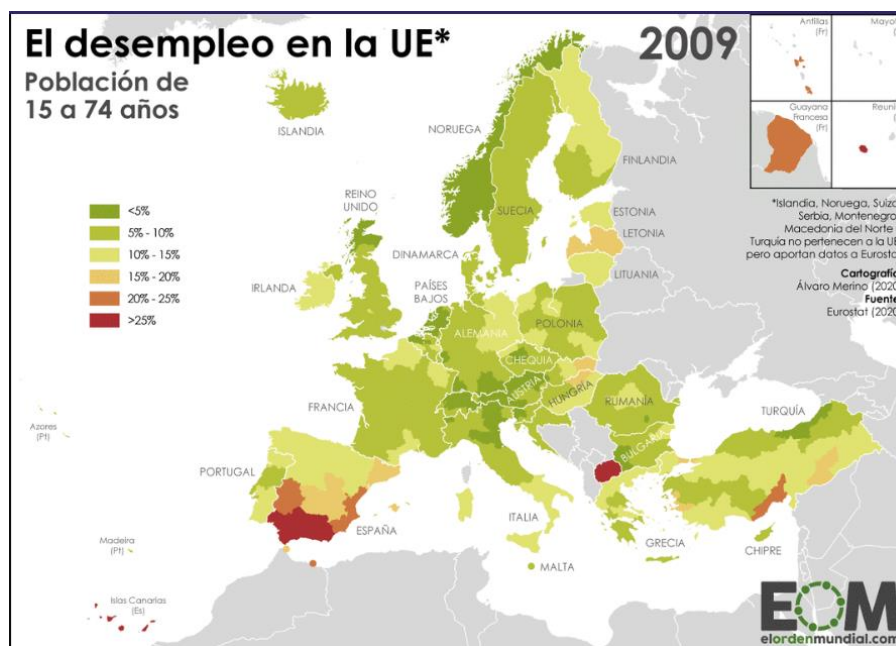 El desempleo en la UE*
2009
Población de
15 a 74 años
Antillas
(Fr)
Guayana
Francesa
(Fr)
ISLANDIA
NORUEGA
FINLANDIA
SUECIA
REINO
UNIDO
<5%
5% - 10%
10% - 15%
15% - 20%
20% - 25%
>25%
ESTONIA
LETONIA
LITUANIA
DINAMARCA
IRLANDA
PAÍSES
BAJOS
*Islandia, Noruega, Suiza
Serbia, Montenegro
Macedonia del Norte
Turquía no pertenecen a la UE
pero aportan datos a Eurosta
Cartografía
Álvaro Merino (2020
Fuente
Eurostat (2020
ALEMANIA
POLONIA
CHEQUIA
AUSTRIA
HUNGRÍA
FRANCIA
RUMANÍA
TURQUÍA
BULGARIA
Azores
(Pt)
PORTUGAL
ESPAÑA
ITALIA
GRECIA
CHIPRE
MALTA
Madeira
(Pt)
Islas Canarias
(Es)
EOM
elordenmundial.com